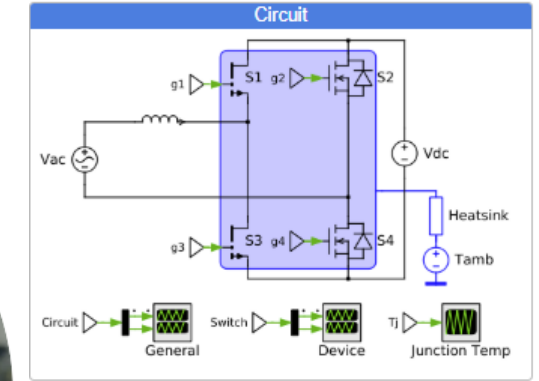 Circuit
g1
S1
g2
S2
Vac
Vdc
g3
S3
g4
S4
Heatsink
Tamb
Circuit
General
Switch
Device
Tj
Junction Temp